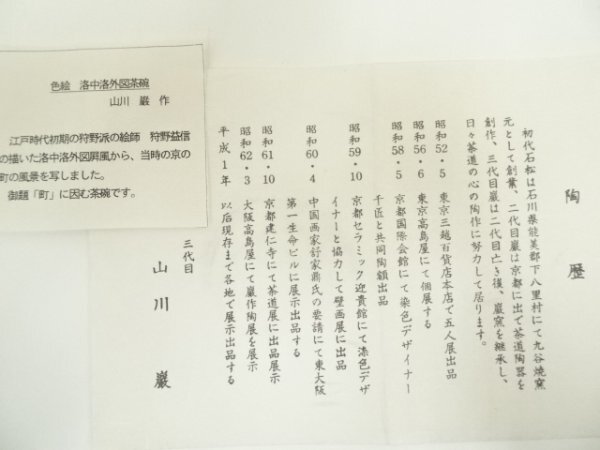 色絵　洛中洛外図茶碗
山川　巖　作
江戸時代初期の狩野派の絵師　狩野益信
の描いた洛中洛外図屏風から、当時の京の
町の風景を写しました。
御題「町」に因む茶碗です。
陶歴
初代石松は石川県能美郡下八里村にて九谷焼窯
元として創業、二代目巖は京都に出で茶道陶器を
創作、三代目巖は二代目亡き後、巖窯を継承し、
日々茶道の心の陶作に努力して居ります。
昭和52・5　東京三越百貨店本店で五人展出品
昭和56・6　東京高島屋にて個展する
昭和58・5　京都国際会館にて染色デザイナー
千匠と共同陶額出品
昭和59・10　京都セラミック迎賓館にて染色デザ
イナーと協力して壁画展に出品
昭和60・4　中国画家舒家鼎氏の要請にて東大阪
第一生命ビルに展示出品する
昭和61・10　京都建仁寺にて茶道展に出品展示
昭和62・3　大阪高島屋にて巖作陶展を展示
平成1年　以后現存まで各地で展示出品する
三代目
山川　巖